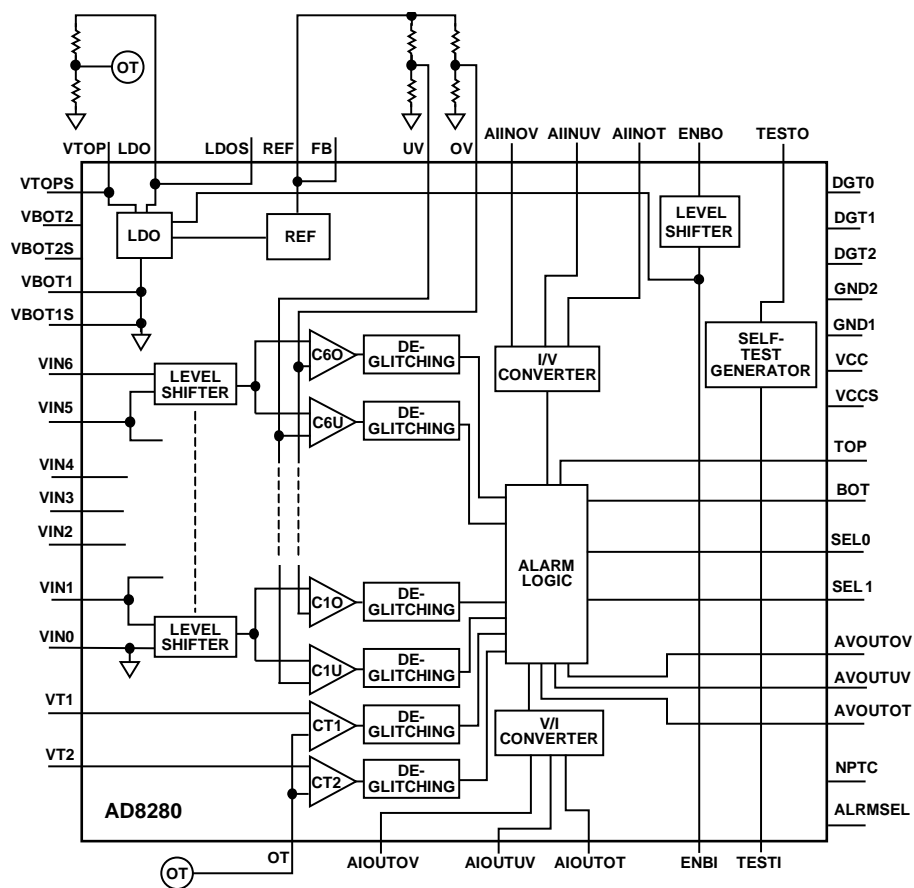 OT
VTOP LDO LDOS REF FB UV OV AIINOV AIINUV AIINOT ENBO TESTO
VTOPS
VBOT2
VBOT2S
VBOT1
VBOT1S
VIN6
VIN5
VIN4
VIN3
VIN2
VIN1
VIN0
VT1
VT2
LDO
REF
LEVEL
SHIFTER
LEVEL
SHIFTER
C6O
DE-
GLITCHING
C6U
DE-
GLITCHING
C1O
DE-
GLITCHING
C1U
DE-
GLITCHING
CT1
DE-
GLITCHING
CT2
DE-
GLITCHING
I/V
CONVERTER
ALARM
LOGIC
V/I
CONVERTER
LEVEL
SHIFTER
SELF-
TEST
GENERATOR
DGT0
DGT1
DGT2
GND2
GND1
VCC
VCCS
TOP
BOT
SEL0
SEL1
AVOUTOV
AVOUTUV
AVOUTOT
NPTC
ALRMSEL
AD8280
OT
OT
AIOUTOV AIOUTUV AIOUTOT ENBI TESTI